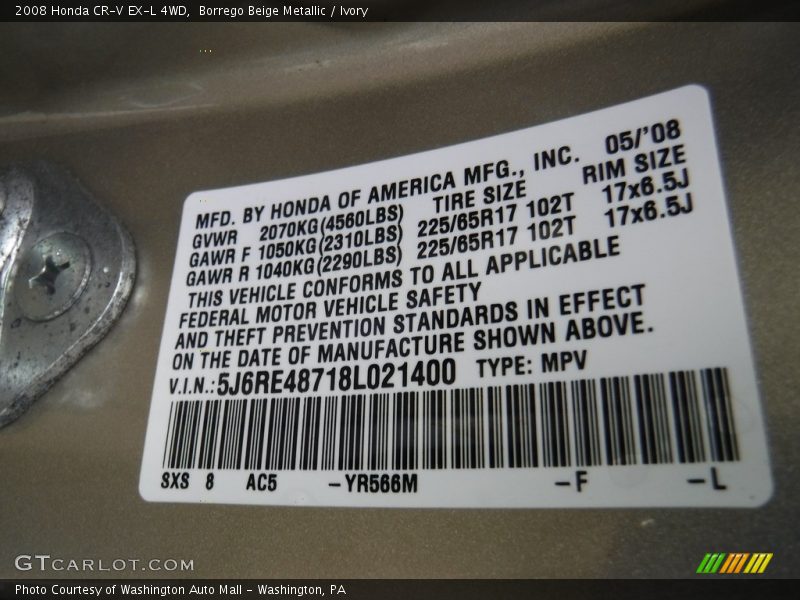 2008 Honda CR-V EX-L 4WD,  Borrego Beige Metallic / Ivory
MFD. BY HONDA OF AMERICA MFG., INC. 05/'08
GVWR 2070KG(4560LBS) TIRE SIZE RIM SIZE
GAWR F 1050KG(2310LBS) 225/65R17 102T 17x6.5J
GAWR R 1040KG(2290LBS) 225/65R17 102T 17x6.5J
THIS VEHICLE CONFORMS TO ALL APPLICABLE
FEDERAL MOTOR VEHICLE SAFETY
AND THEFT PREVENTION STANDARDS IN EFFECT
ON THE DATE OF MANUFACTURE SHOWN ABOVE.
V.I.N.:5J6RE48718L021400 TYPE: MPV
SXS 8 AC5 -YR566M -F -L
GTCARLOT.COM
Photo Courtesy of Washington Auto Mall - Washington, PA